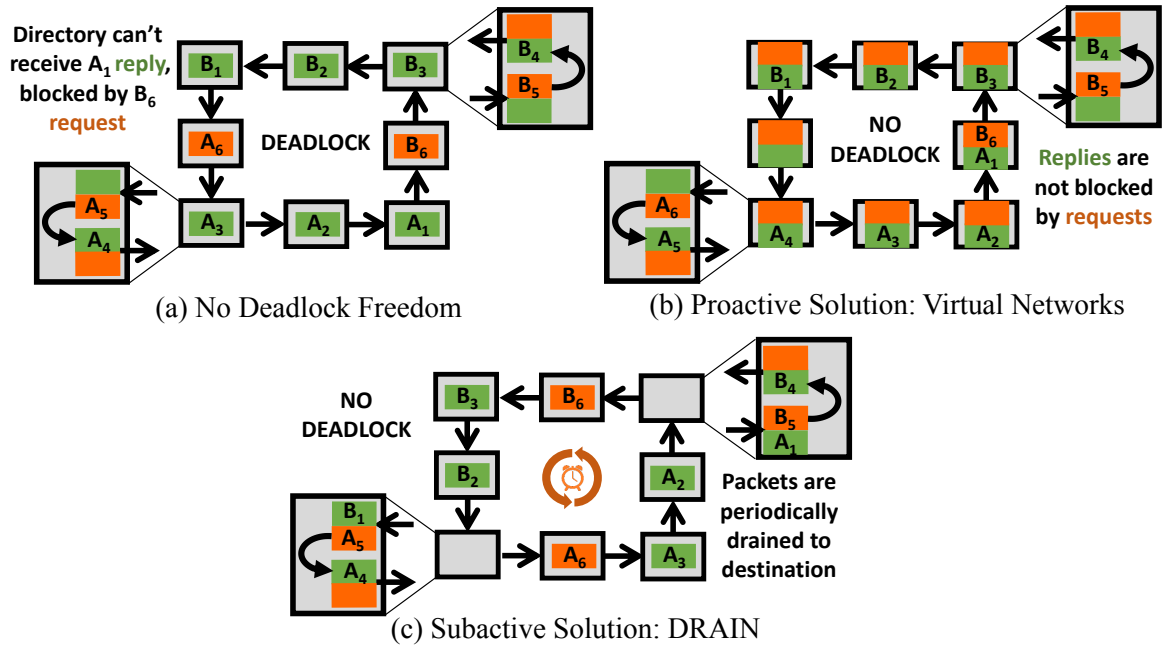 Directory can't
receive A1 reply,
blocked by B6
request
B1
B2
B3
B4
B5
A6
DEADLOCK
B6
A5
A4
A3
A2
A1
(a) No Deadlock Freedom
B1
B2
B3
B4
B5
NO
DEADLOCK
B6
A1
Replies are
not blocked
by requests
A6
A5
A4
A3
A2
(b) Proactive Solution: Virtual Networks
NO
DEADLOCK
B3
B6
B4
B5
A1
B2
A2
Packets are
periodically
drained to
destination
B1
A5
A4
A6
A3
(c) Subactive Solution: DRAIN